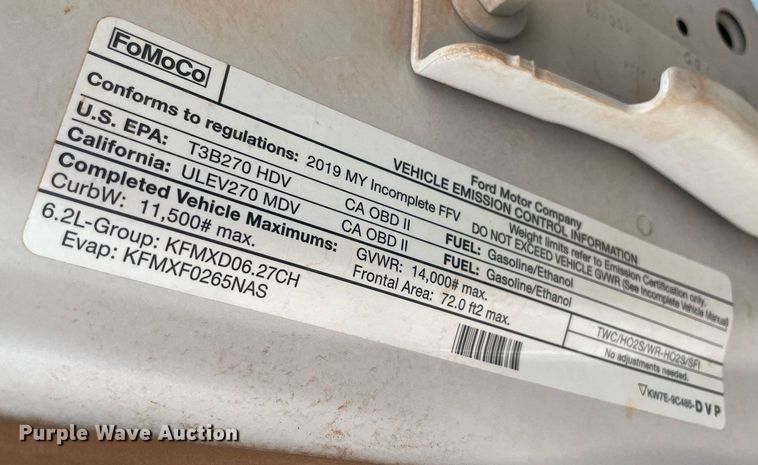 FoMoCo
Ford Motor Company
VEHICLE EMISSION CONTROL INFORMATION
Conforms to regulations: 2019 MY Incomplete FFV
Weight limits refer to Emission Certification only.
DO NOT EXCEED VEHICLE GVWR (See Incomplete Vehicle Manual)
U.S. EPA: T3B270 HDV CA OBD II FUEL: Gasoline/Ethanol
California: ULEV270 MDV CA OBD II FUEL: Gasoline/Ethanol
Completed Vehicle Maximums: GVWR: 14,000# max.
CurbW: 11,500# max. Frontal Area: 72.0 ft2 max.
6.2L-Group: KFMXD06.27CH
Evap: KFMXF0265NAS
TWC/HO2S/WR-HO2S/SFI
No adjustments needed.
KW7E-9C485-DVP
Purple Wave Auction